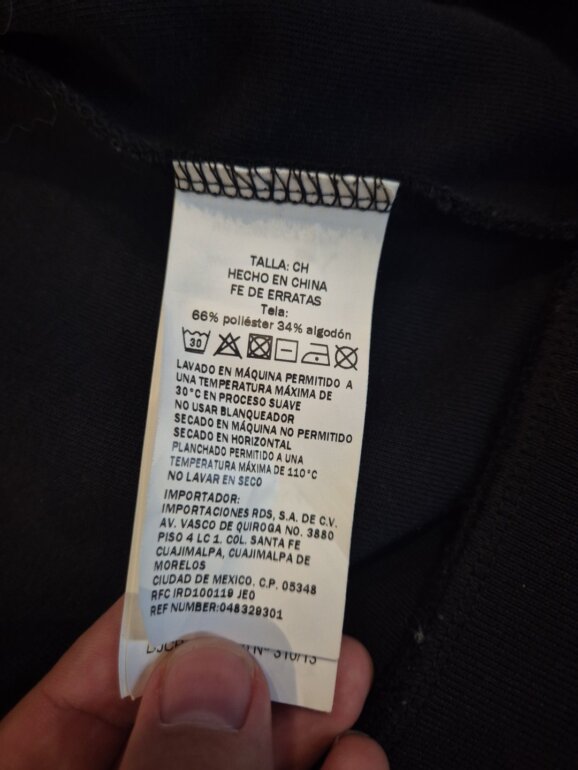 TALLA: CH
HECHO EN CHINA
FE DE ERRATAS
Tela:
66% poliéster 34% algodón
30
LAVADO EN MÁQUINA PERMITIDO A
UNA TEMPERATURA MÁXIMA DE
30°C EN PROCESO SUAVE
NO USAR BLANQUEADOR
SECADO EN MÁQUINA NO PERMITIDO
SECADO EN HORIZONTAL
PLANCHADO PERMITIDO A UNA
TEMPERATURA MÁXIMA DE 110°C
NO LAVAR EN SECO
IMPORTADOR:
IMPORTACIONES RDS, S.A. DE C.V.
AV. VASCO DE QUIROGA NO. 3880
PISO 4 LC 1. COL. SANTA FE
CUAJIMALPA, CUAJIMALPA DE
MORELOS
CIUDAD DE MEXICO. C.P. 05348
RFC IRD100119 JE0
REF NUMBER:048329301
Nº 310/13